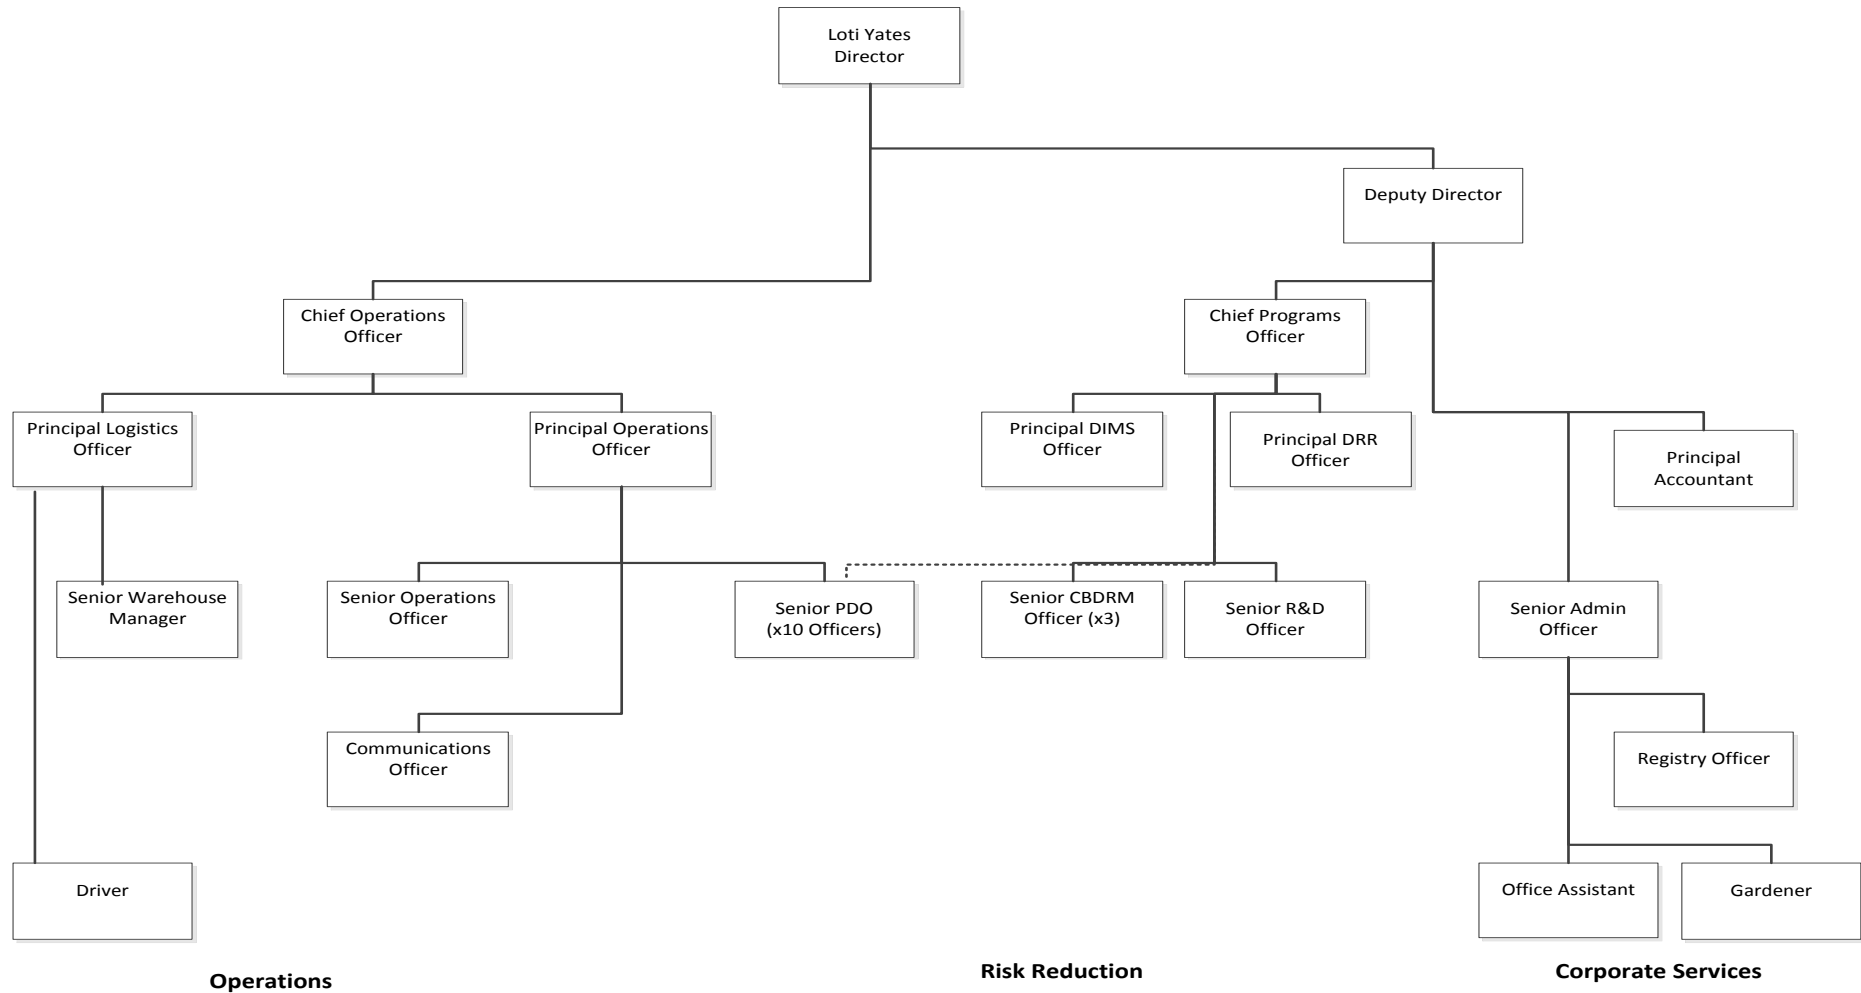 Loti Yates
Director
Deputy Director
Chief Operations
Officer
Chief Programs
Officer
Principal Logistics
Officer
Principal Operations
Officer
Principal DIMS
Officer
Principal DRR
Officer
Principal
Accountant
Senior Warehouse
Manager
Senior Operations
Officer
Senior PDO
(x10 Officers)
Senior CBDRM
Officer (x3)
Senior R&D
Officer
Senior Admin
Officer
Communications
Officer
Registry Officer
Driver
Office Assistant
Gardener
Operations
Risk Reduction
Corporate Services